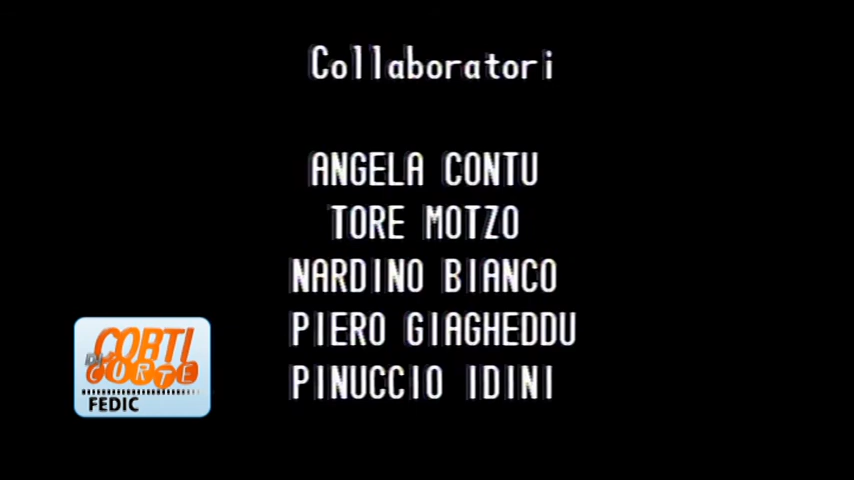 Collaboratori
ANGELA CONTU
TORE MOTZO
NARDINO BIANCO
PIERO GIAGHEDDU
PINUCCIO IDINI
CORTI
DI
CORTE
FEDIC